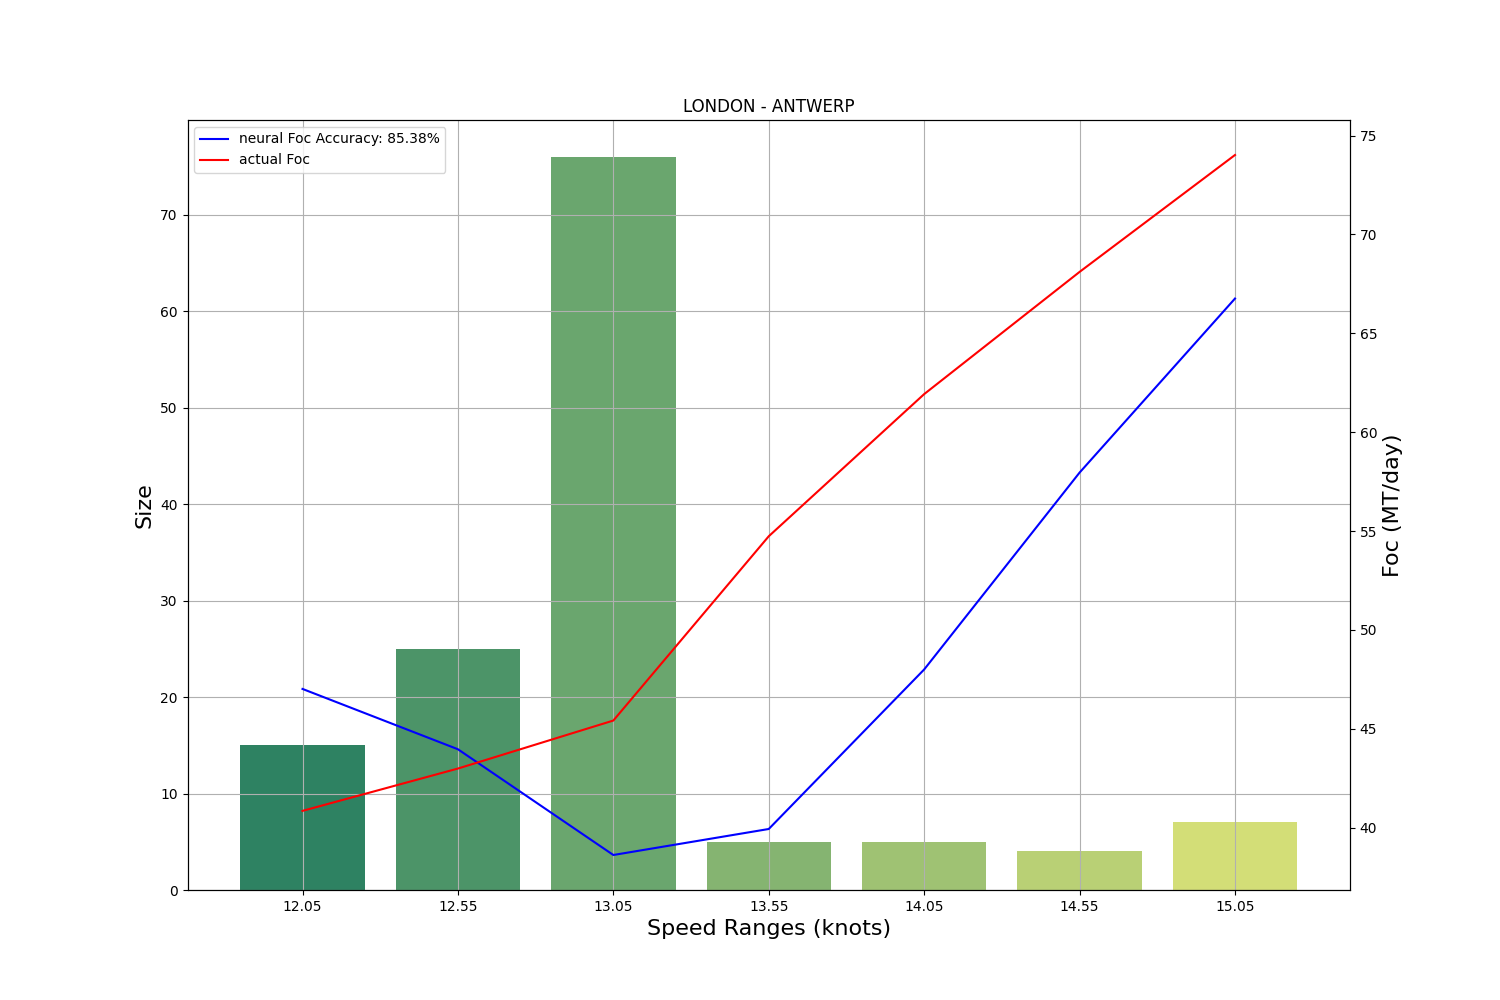 LONDON - ANTWERP
neural Foc Accuracy: 85.38%
actual Foc
Size
70
60
50
40
30
20
10
0
75
70
65
60
55
50
45
40
Foc (MT/day)
12.05 12.55 13.05 13.55 14.05 14.55 15.05
Speed Ranges (knots)